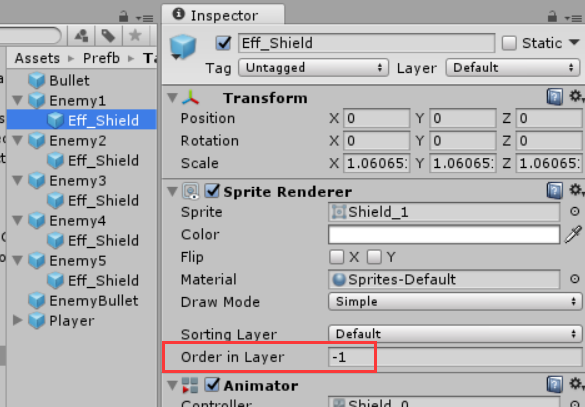 Inspector
Assets ▸ Prefb ▸
Bullet
Enemy1
Eff_Shield
Enemy2
Eff_Shield
Enemy3
Eff_Shield
Enemy4
Eff_Shield
Enemy5
Eff_Shield
EnemyBullet
Player
Eff_Shield
Static
Tag Untagged Layer Default
Transform
Position X 0 Y 0 Z 0
Rotation X 0 Y 0 Z 0
Scale X 1.06065 Y 1.06065 Z 1.06065
Sprite Renderer
Sprite Shield_1
Color
Flip X Y
Material Sprites-Default
Draw Mode Simple
Sorting Layer Default
Order in Layer -1
Animator
Controller Shield_0